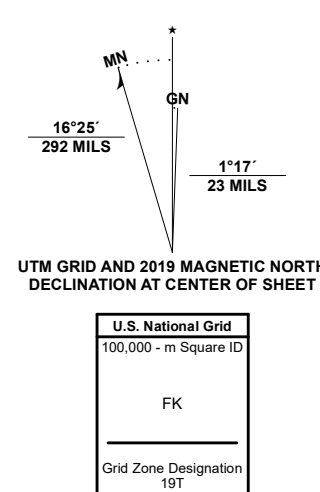 ★
MN
GN
16°25´
292 MILS
1°17´
23 MILS
UTM GRID AND 2019 MAGNETIC NORTH
DECLINATION AT CENTER OF SHEET
U.S. National Grid
100,000 - m Square ID
FK
Grid Zone Designation
19T